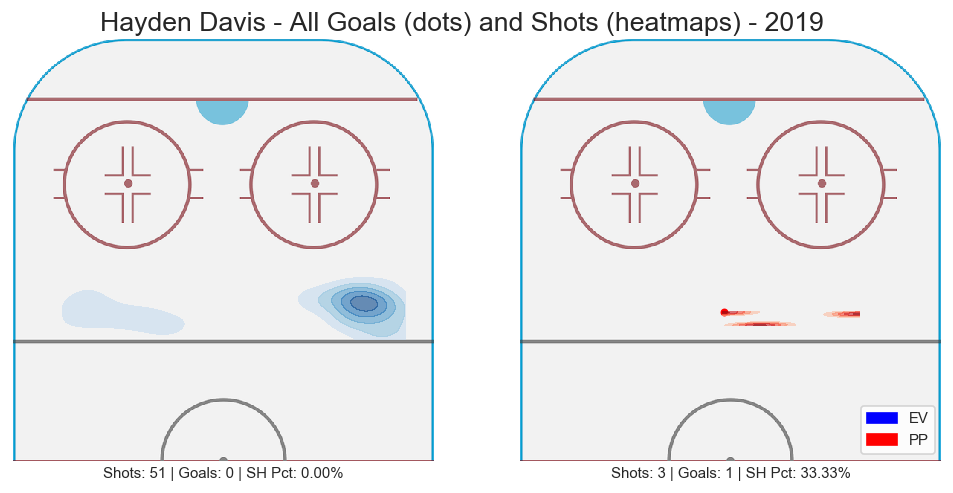 Hayden Davis - All Goals (dots) and Shots (heatmaps) - 2019
EV
PP
Shots: 51 | Goals: 0 | SH Pct: 0.00%
Shots: 3 | Goals: 1 | SH Pct: 33.33%